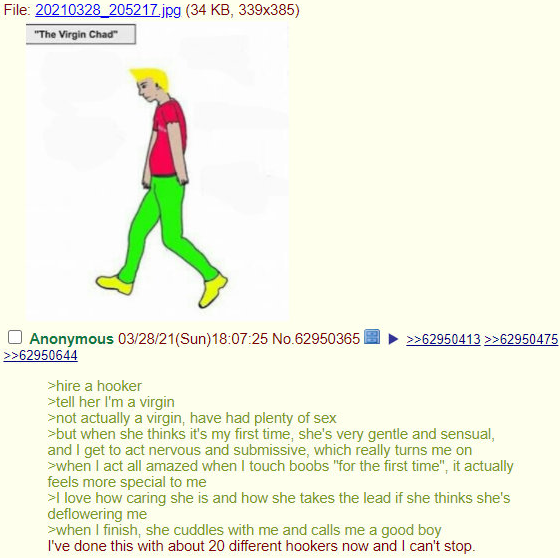 File: 20210328_205217.jpg (34 KB, 339x385)
"The Virgin Chad"
Anonymous 03/28/21(Sun)18:07:25 No.62950365 >>62950413 >>62950475
>>62950644
>hire a hooker
>tell her I'm a virgin
>not actually a virgin, have had plenty of sex
>but when she thinks it's my first time, she's very gentle and sensual,
and I get to act nervous and submissive, which really turns me on
>when I act all amazed when I touch boobs "for the first time", it actually
feels more special to me
>I love how caring she is and how she takes the lead if she thinks she's
deflowering me
>when I finish, she cuddles with me and calls me a good boy
I've done this with about 20 different hookers now and I can't stop.